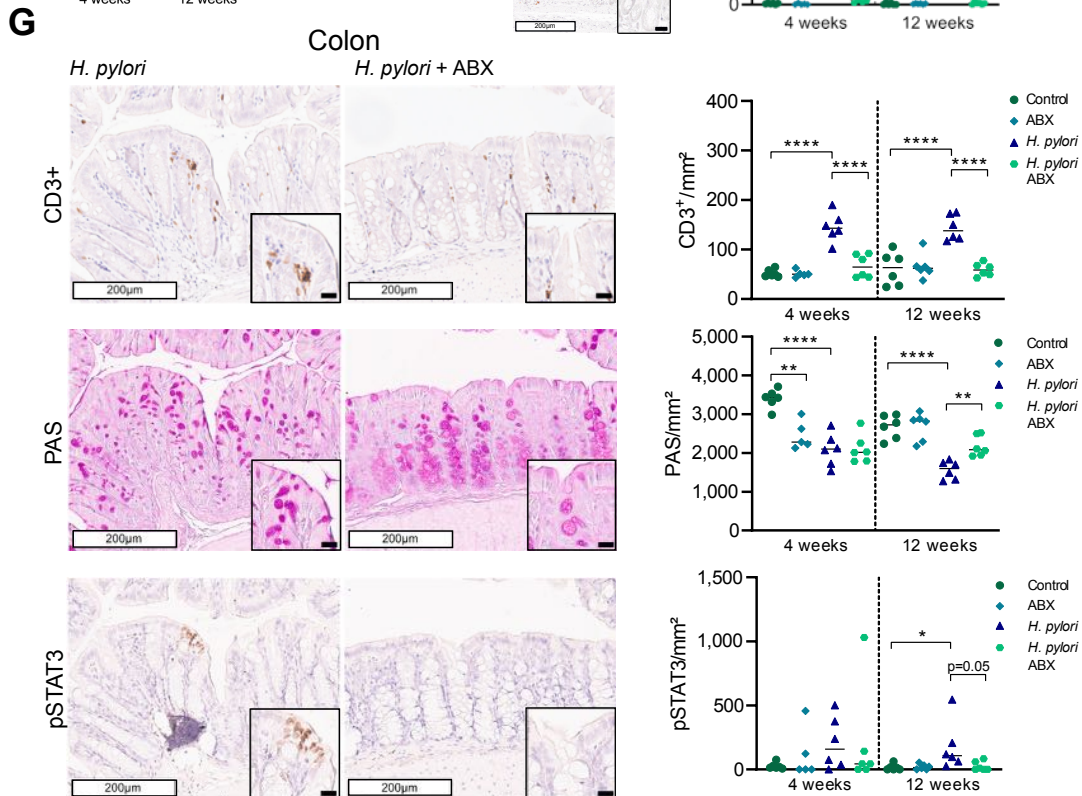 4 weeks 12 weeks
200µm
0
4 weeks 12 weeks
G
Colon
H. pylori H. pylori + ABX
CD3+
200µm
200µm
400
300
200
100
0
CD3⁺/mm²
**** **** **** ****
4 weeks 12 weeks
Control
ABX
H. pylori
H. pylori
ABX
PAS
200µm
200µm
5,000
4,000
3,000
2,000
1,000
0
PAS/mm²
**** ** **** **
4 weeks 12 weeks
Control
ABX
H. pylori
H. pylori
ABX
pSTAT3
200µm
200µm
1,500
1,000
500
0
pSTAT3/mm²
*
p=0.05
4 weeks 12 weeks
Control
ABX
H. pylori
H. pylori
ABX